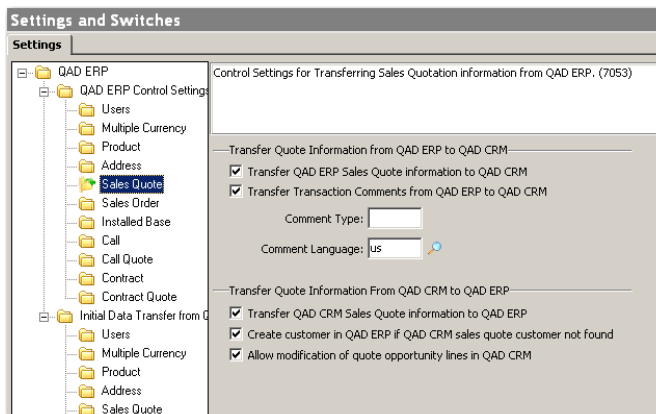 Settings and Switches
Settings
QAD ERP
QAD ERP Control Settings
Users
Multiple Currency
Product
Address
Sales Quote
Sales Order
Installed Base
Call
Call Quote
Contract
Contract Quote
Initial Data Transfer from
Users
Multiple Currency
Product
Address
Sales Quote
Control Settings for Transferring Sales Quotation information from QAD ERP. (7053)
Transfer Quote Information from QAD ERP to QAD CRM
Transfer QAD ERP Sales Quote information to QAD CRM
Transfer Transaction Comments from QAD ERP to QAD CRM
Comment Type:
Comment Language: us
Transfer Quote Information From QAD CRM to QAD ERP
Transfer QAD CRM Sales Quote information to QAD ERP
Create customer in QAD ERP if QAD CRM sales quote customer not found
Allow modification of quote opportunity lines in QAD CRM